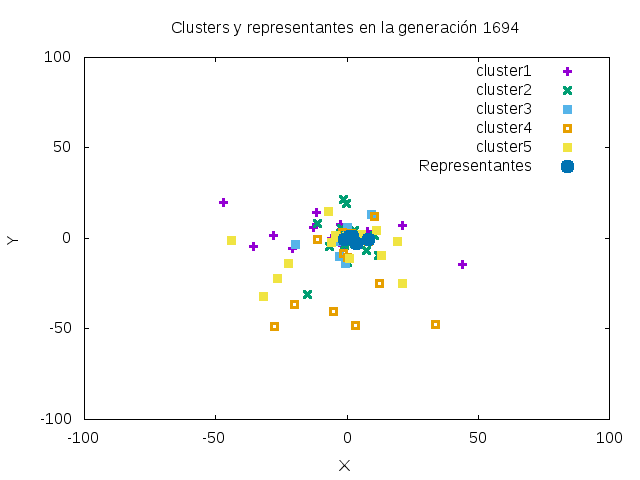 Clusters y representantes en la generación 1694
cluster1
cluster2
cluster3
cluster4
cluster5
Representantes
100
50
0
-50
-100
Y
-100 -50 0 50 100
X